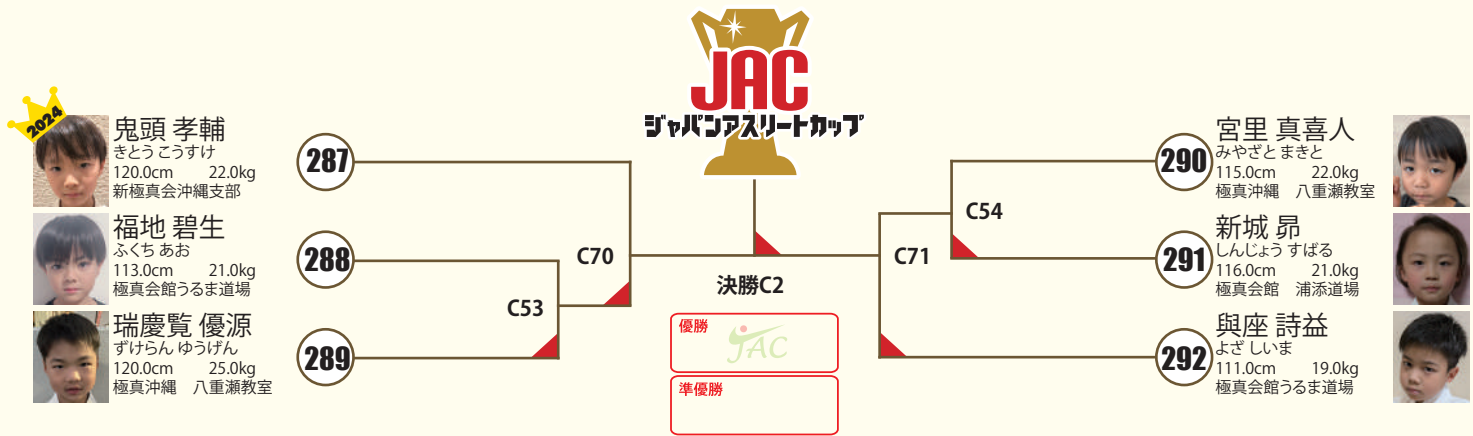 JAC
ジャパンアスリートカップ
2024
鬼頭 孝輔
きとう こうすけ
120.0cm 22.0kg
新極真会沖縄支部
287
福地 碧生
ふくち あお
113.0cm 21.0kg
極真会館うるま道場
288
瑞慶覧 優源
ずけらん ゆうげん
120.0cm 25.0kg
極真沖縄 八重瀬教室
289
C53
C70
決勝C2
優勝
JAC
準優勝
C71
C54
290
宮里 真喜人
みやざと まきと
115.0cm 22.0kg
極真沖縄 八重瀬教室
291
新城 昴
しんじょう すばる
116.0cm 21.0kg
極真会館 浦添道場
292
與座 詩益
よざ しいま
111.0cm 19.0kg
極真会館うるま道場